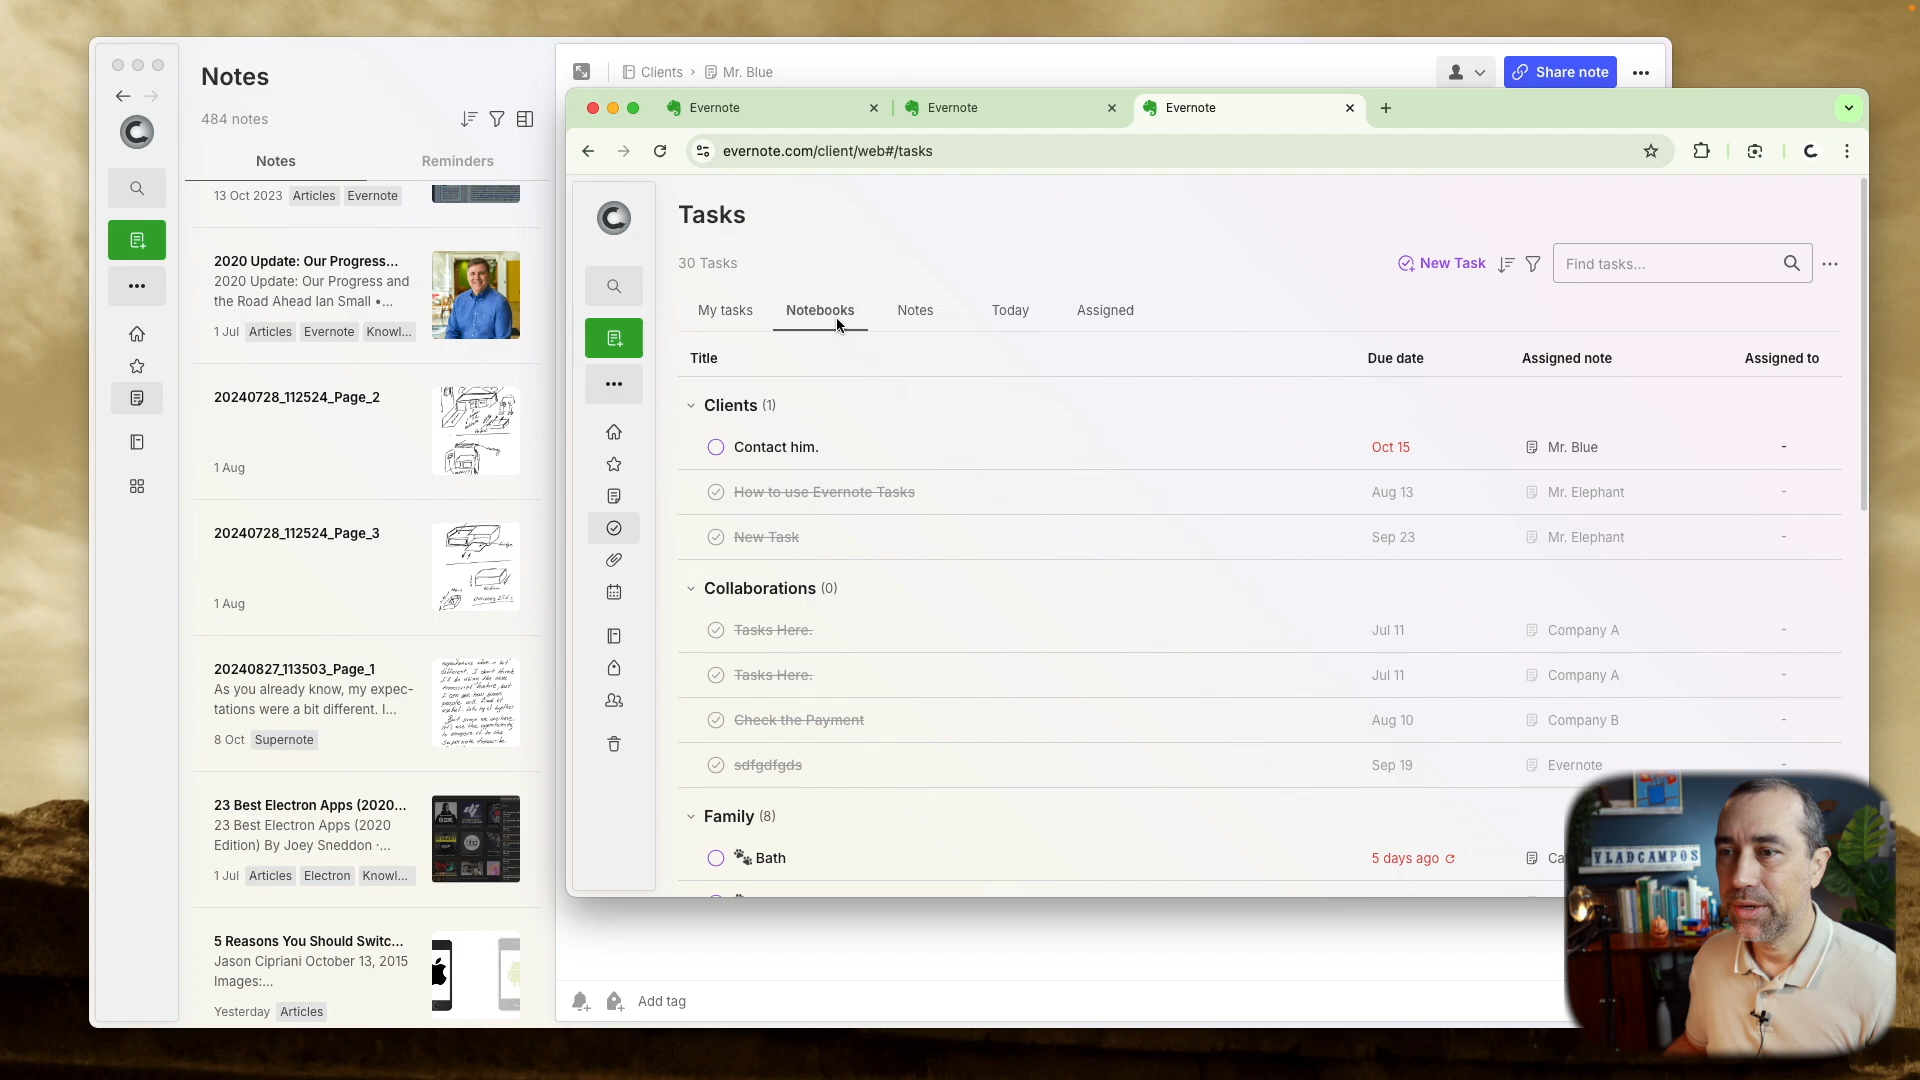 Notes
484 notes
Notes Reminders
13 Oct 2023 Articles Evernote
2020 Update: Our Progress...
2020 Update: Our Progress and
the Road Ahead Ian Small •...
1 Jul Articles Evernote Knowl...
20240728_112524_Page_2
1 Aug
20240728_112524_Page_3
1 Aug
20240827_113503_Page_1
As you already know, my expec-
tations were a bit different. I...
8 Oct Supernote
23 Best Electron Apps (2020...
23 Best Electron Apps (2020
Edition) By Joey Sneddon ·...
1 Jul Articles Electron Knowl...
5 Reasons You Should Switc...
Jason Cipriani October 13, 2015
Images:...
Yesterday Articles
Clients › Mr. Blue
Share note
Evernote Evernote Evernote
evernote.com/client/web#/tasks
Tasks
30 Tasks
New Task
Find tasks...
My tasks Notebooks Notes Today Assigned
Title Due date Assigned note Assigned to
Clients (1)
Contact him. Oct 15 Mr. Blue -
How to use Evernote Tasks Aug 13 Mr. Elephant -
New Task Sep 23 Mr. Elephant -
Collaborations (0)
Tasks Here. Jul 11 Company A -
Tasks Here. Jul 11 Company A -
Check the Payment Aug 10 Company B -
sdfgdfgds Sep 19 Evernote -
Family (8)
Bath 5 days ago Ca
VLADCAMPOS
Add tag